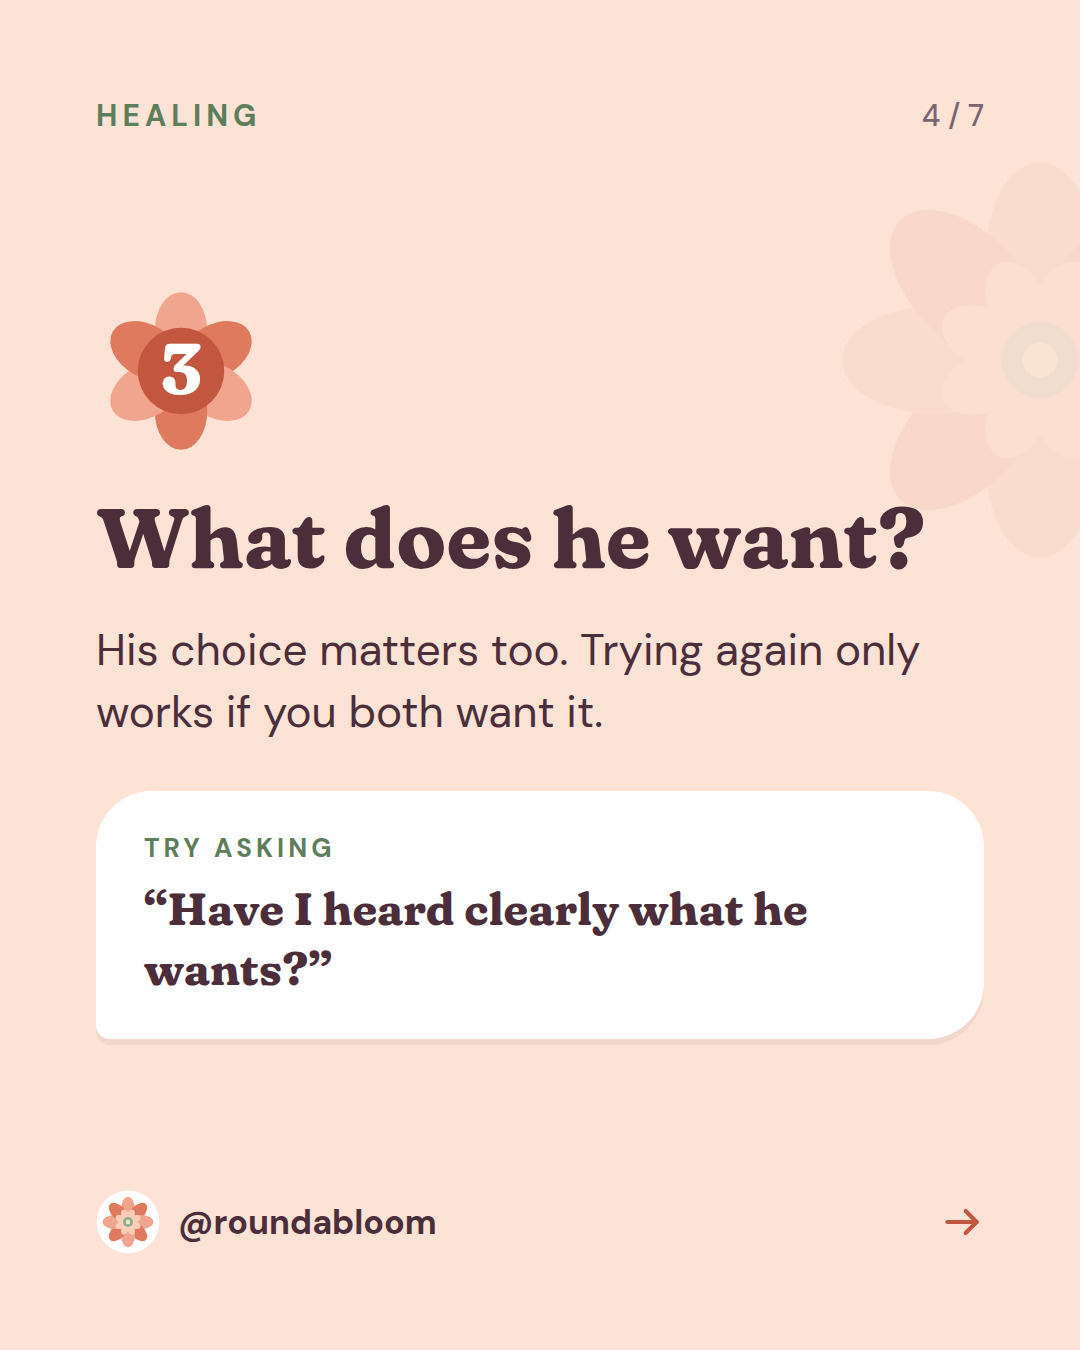 HEALING
4 / 7
3
What does he want?
His choice matters too. Trying again only
works if you both want it.
TRY ASKING
“Have I heard clearly what he
wants?”
@roundabloom